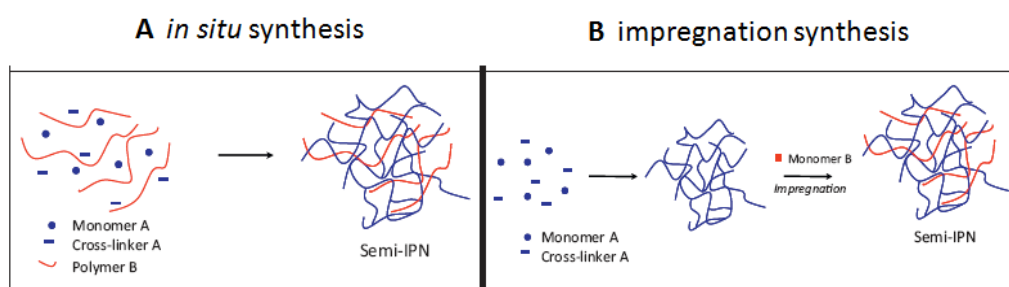 A in situ synthesis
B impregnation synthesis
Monomer A
Cross-linker A
Polymer B
Semi-IPN
Monomer A
Cross-linker A
Monomer B
Impregnation
Semi-IPN